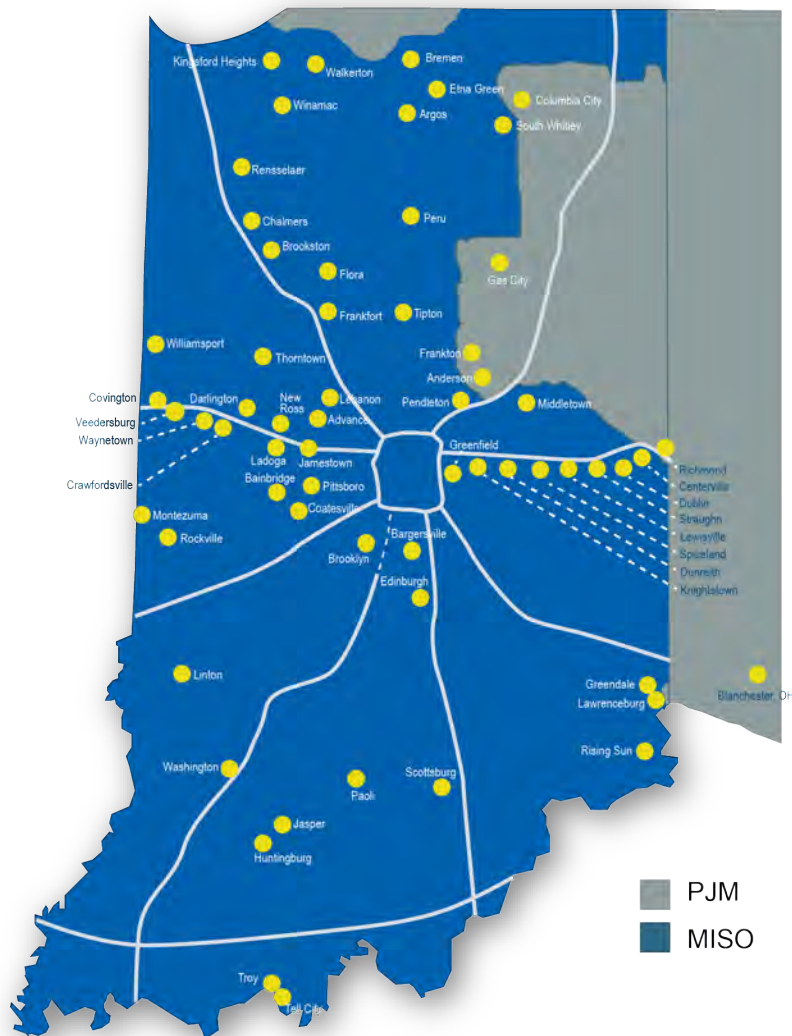 Kingsford Heights
Walkerton
Bremen
Etna Green
Columbia City
Winamac
Argos
South Whitley
Rensselaer
Chalmers
Peru
Brookston
Flora
Gas City
Frankfort
Tipton
Williamsport
Thorntown
Frankton
Anderson
Covington
Darlington
New
Ross
Lebanon
Advance
Pendleton
Middletown
Veedersburg
Waynetown
Crawfordsville
Ladoga
Jamestown
Greenfield
Bainbridge
Pittsboro
Coatesville
Richmond
Centerville
Dublin
Straughn
Lewisville
Spiceland
Dunreith
Knightstown
Montezuma
Rockville
Brooklyn
Bargersville
Edinburgh
Linton
Greendale
Lawrenceburg
Blanchester, OH
Rising Sun
Washington
Paoli
Scottsburg
Jasper
Huntingburg
PJM
MISO
Troy
Tell City